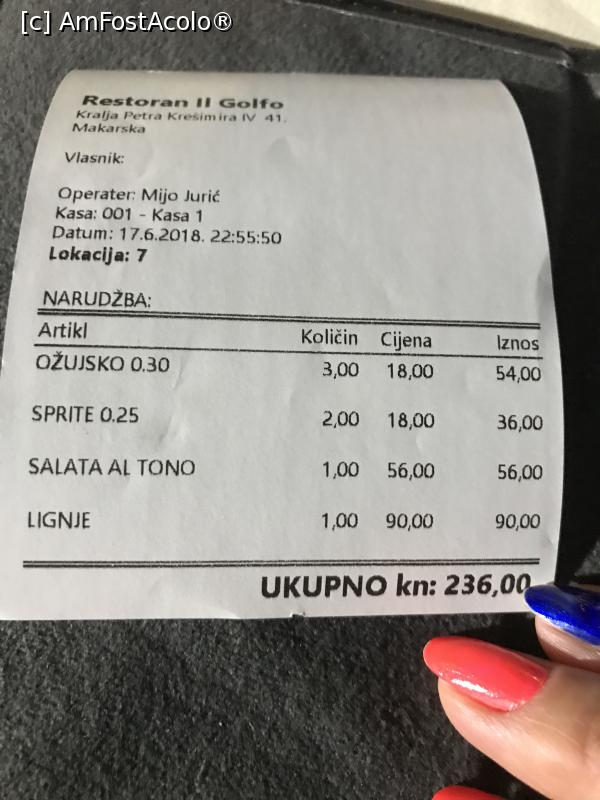 [c] AmFostAcolo®
Restoran Il Golfo
Kralja Petra Krešimira IV 41.
Makarska
Vlasnik:
Operater: Mijo Jurić
Kasa: 001 - Kasa 1
Datum: 17.6.2018. 22:55:50
Lokacija: 7
NARUDŽBA:
Artikl Količin Cijena Iznos
OŽUJSKO 0.30 3,00 18,00 54,00
SPRITE 0.25 2,00 18,00 36,00
SALATA AL TONO 1,00 56,00 56,00
LIGNJE 1,00 90,00 90,00
UKUPNO kn: 236,00